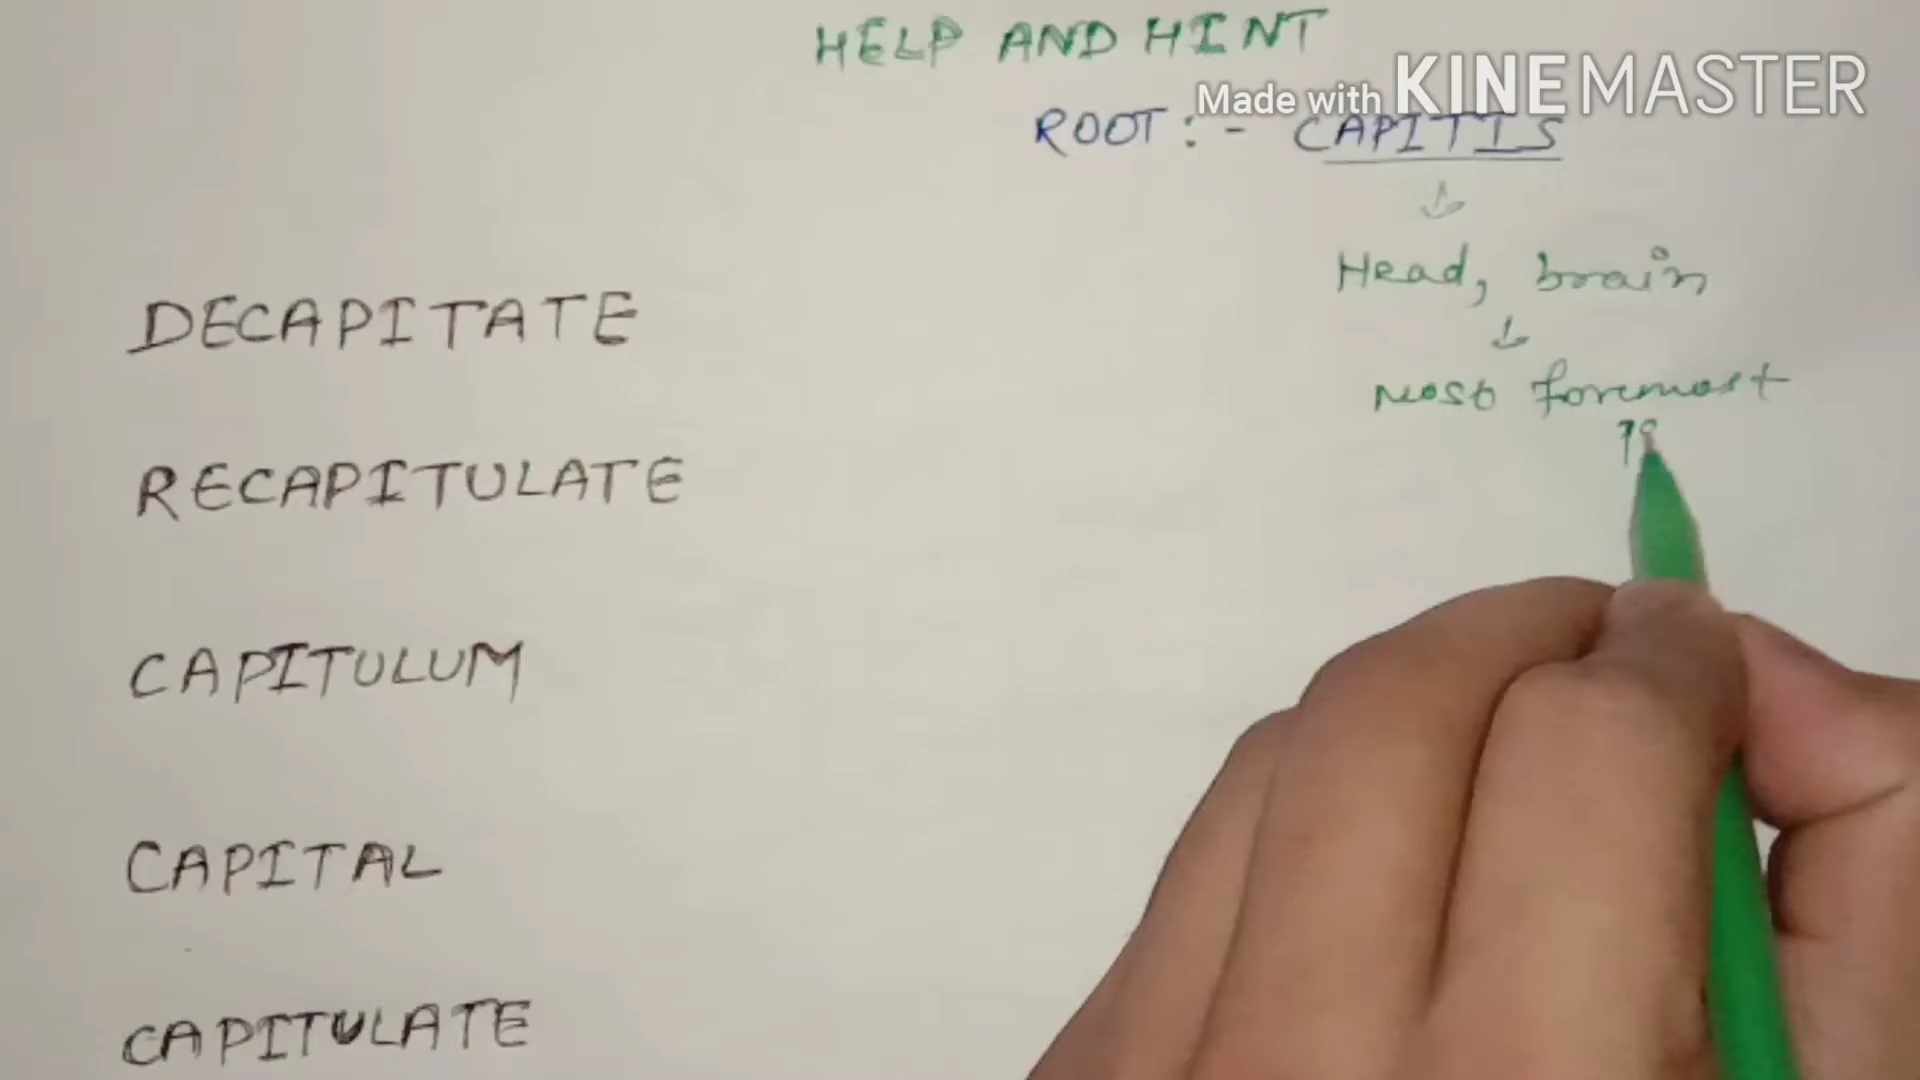 HELP AND HINT
Made with KINEMASTER
ROOT:- CAPITIS
Head, brain
Most foremost
DECAPITATE
RECAPITULATE
CAPITULUM
CAPITAL
CAPITULATE